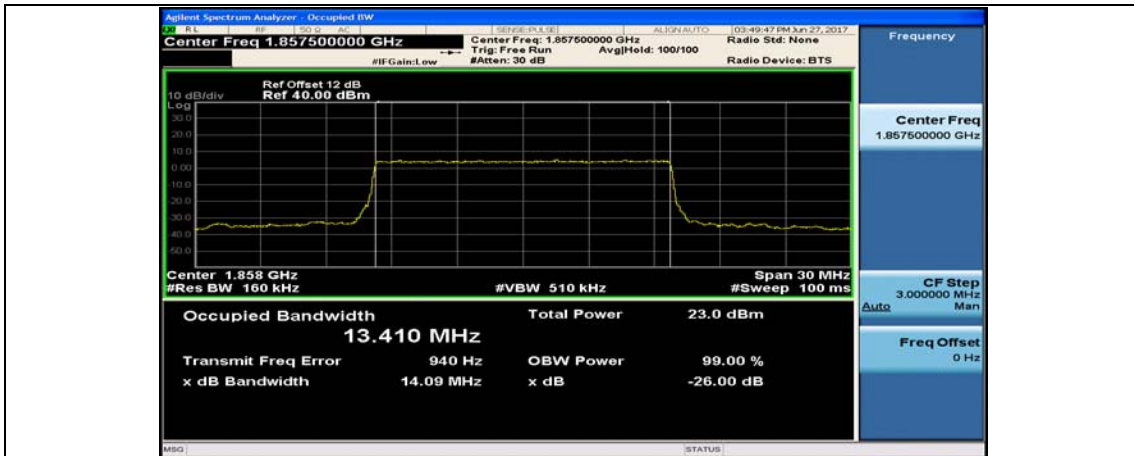 Agilent Spectrum Analyzer - Occupied BW
RL RF 50 Ω AC SENSE:PULSE ALIGN AUTO 03:49:47 PM Jun 27, 2017
Center Freq 1.857500000 GHz
Center Freq: 1.857500000 GHz
Radio Std: None
Trig: Free Run Avg|Hold: 100/100
#IFGain:Low #Atten: 30 dB Radio Device: BTS
Ref Offset 12 dB
10 dB/div Ref 40.00 dBm
Log
30.0
20.0
10.0
0.00
-10.0
-20.0
-30.0
-40.0
-50.0
Center 1.858 GHz Span 30 MHz
#Res BW 160 kHz #VBW 510 kHz #Sweep 100 ms
Occupied Bandwidth Total Power 23.0 dBm
13.410 MHz
Transmit Freq Error 940 Hz OBW Power 99.00 %
x dB Bandwidth 14.09 MHz x dB -26.00 dB
MSG STATUS
Frequency
Center Freq
1.857500000 GHz
CF Step
3.000000 MHz
Auto Man
Freq Offset
0 Hz